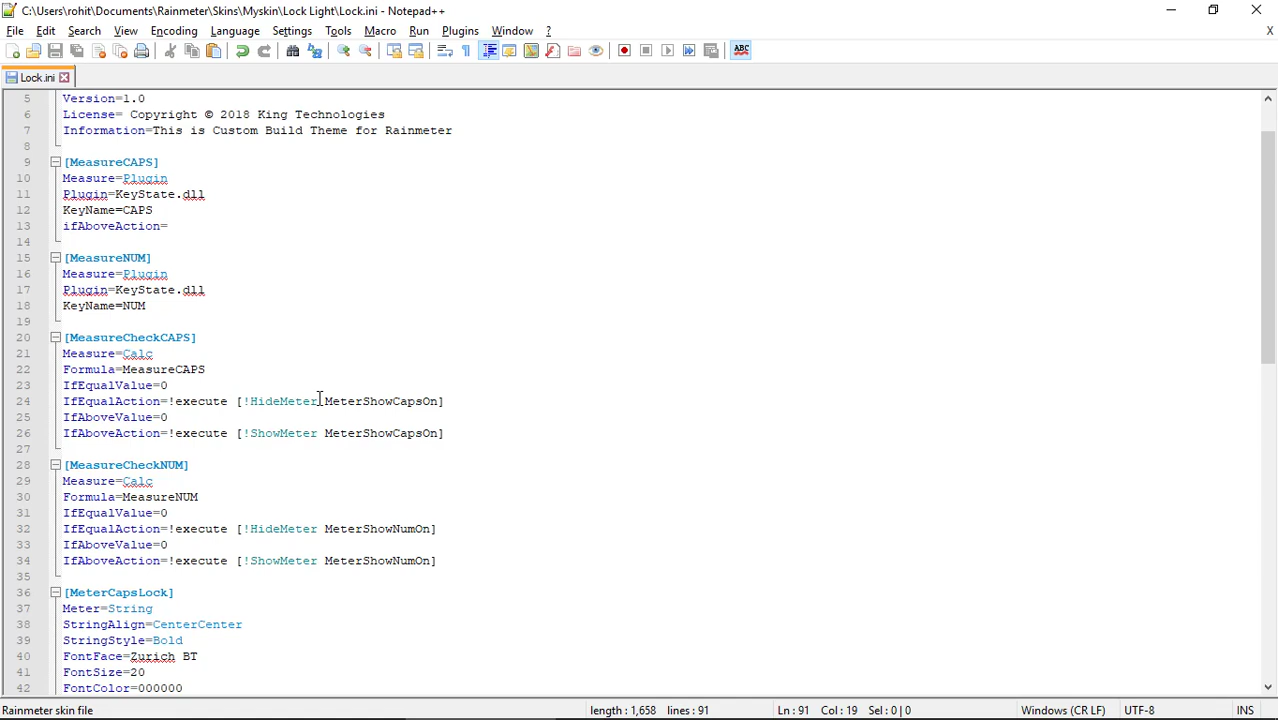 C:\Users\rohit\Documents\Rainmeter\Skins\Myskin\Lock Light\Lock.ini - Notepad++
File Edit Search View Encoding Language Settings Tools Macro Run Plugins Window ? X
ABC
Lock.ini
5 Version=1.0
6 License= Copyright © 2018 King Technologies
7 Information=This is Custom Build Theme for Rainmeter
8
9 [MeasureCAPS]
10 Measure=Plugin
11 Plugin=KeyState.dll
12 KeyName=CAPS
13 ifAboveAction=
14
15 [MeasureNUM]
16 Measure=Plugin
17 Plugin=KeyState.dll
18 KeyName=NUM
19
20 [MeasureCheckCAPS]
21 Measure=Calc
22 Formula=MeasureCAPS
23 IfEqualValue=0
24 IfEqualAction=!execute [!HideMeter MeterShowCapsOn]
25 IfAboveValue=0
26 IfAboveAction=!execute [!ShowMeter MeterShowCapsOn]
27
28 [MeasureCheckNUM]
29 Measure=Calc
30 Formula=MeasureNUM
31 IfEqualValue=0
32 IfEqualAction=!execute [!HideMeter MeterShowNumOn]
33 IfAboveValue=0
34 IfAboveAction=!execute [!ShowMeter MeterShowNumOn]
35
36 [MeterCapsLock]
37 Meter=String
38 StringAlign=CenterCenter
39 StringStyle=Bold
40 FontFace=Zurich BT
41 FontSize=20
42 FontColor=000000
Rainmeter skin file length : 1,658 lines : 91 Ln : 91 Col : 19 Sel : 0 | 0 Windows (CR LF) UTF-8 INS